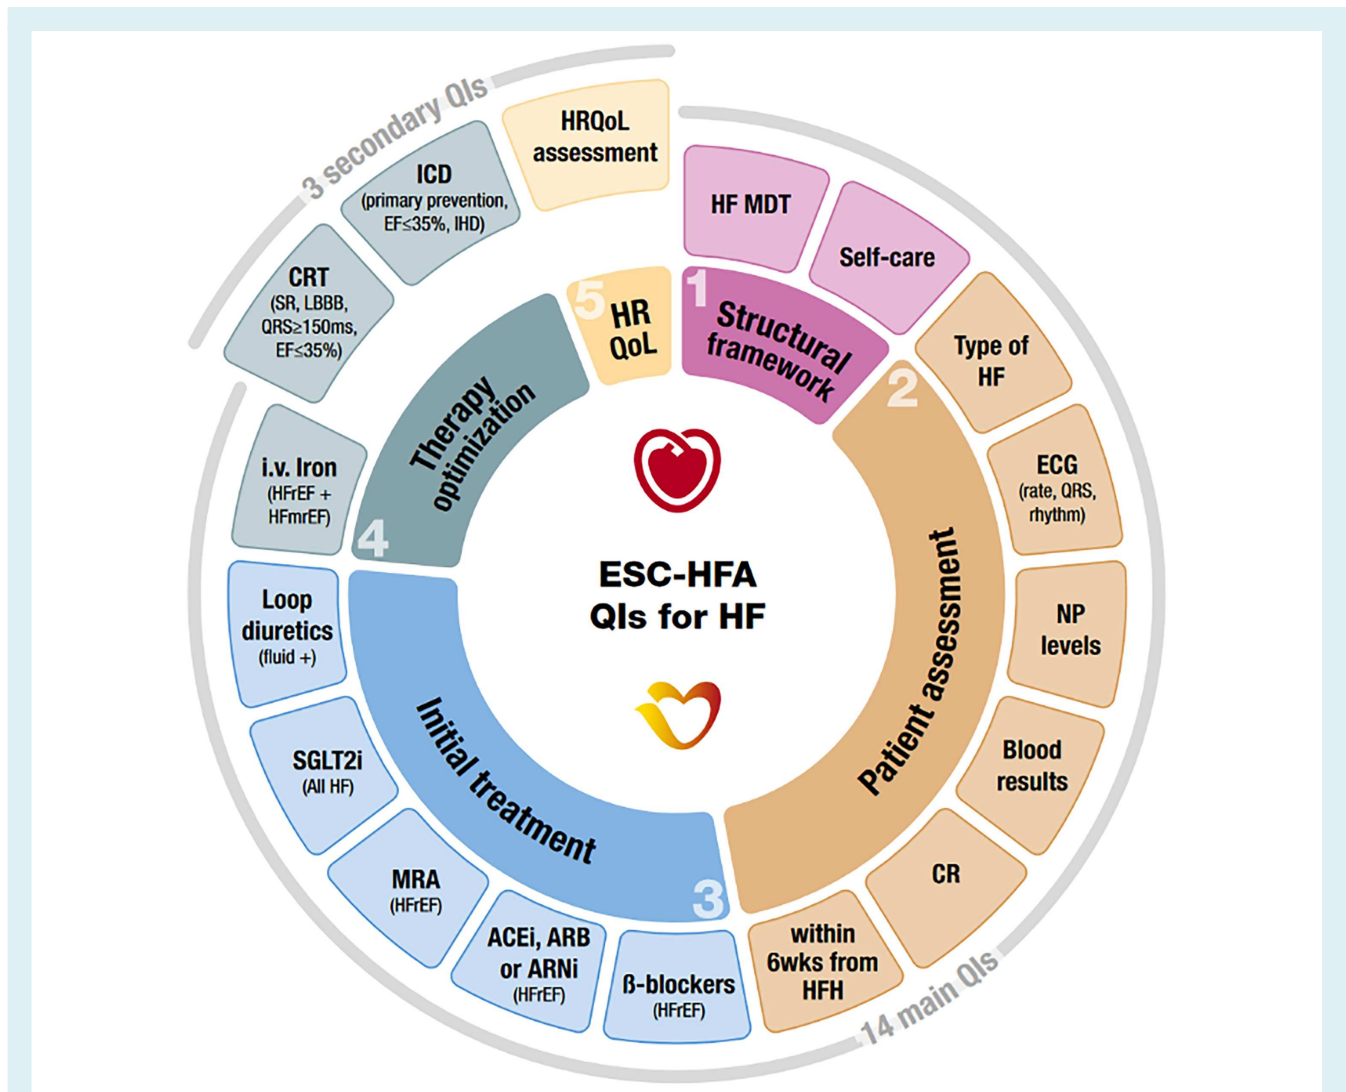 3 secondary QIs
HRQoL
assessment
ICD
(primary prevention,
EF≤35%, IHD)
CRT
(SR, LBBB,
QRS≥150ms,
EF≤35%)
HF MDT
Self-care
Type of
HF
ECG
(rate, QRS,
rhythm)
NP
levels
Blood
results
CR
within
6wks from
HFH
14 main QIs
ß-blockers
(HFrEF)
ACEi, ARB
or ARNi
(HFrEF)
MRA
(HFrEF)
SGLT2i
(All HF)
Loop
diuretics
(fluid +)
i.v. Iron
(HFrEF +
HFmrEF)
1
Structural
framework
2
Patient assessment
3
Initial treatment
4
Therapy
optimization
5
HR
QoL
ESC-HFA
QIs for HF